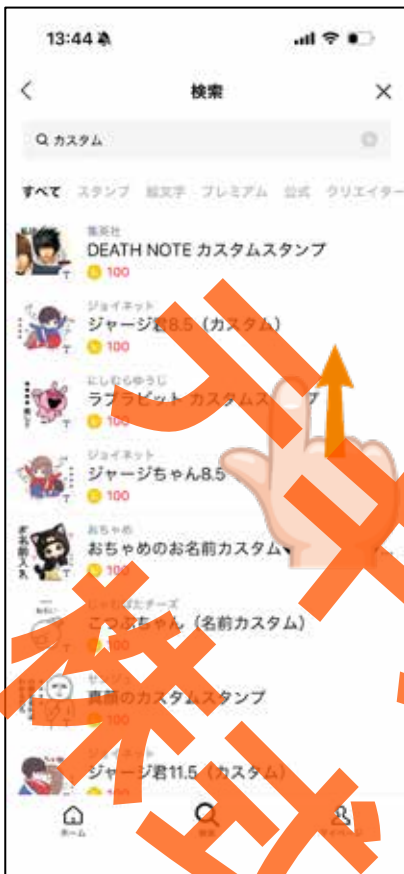 13:44
検索
カスタム
すべて スタンプ 絵文字 プレミアム 公式 クリエイター
集英社
DEATH NOTE カスタムスタンプ
100
ジョイネット
ジャージ君8.5（カスタム）
100
にしむらゆうじ
ラブラビット カスタムス
100
ジョイネット
ジャージちゃん8.5
100
おちゃめ
おちゃめのお名前カスタム
100
こつぶちゃん（名前カスタム）
100
真顔のカスタムスタンプ
100
ジョイネット
ジャージ君11.5（カスタム）
100
ホーム
検索
株式